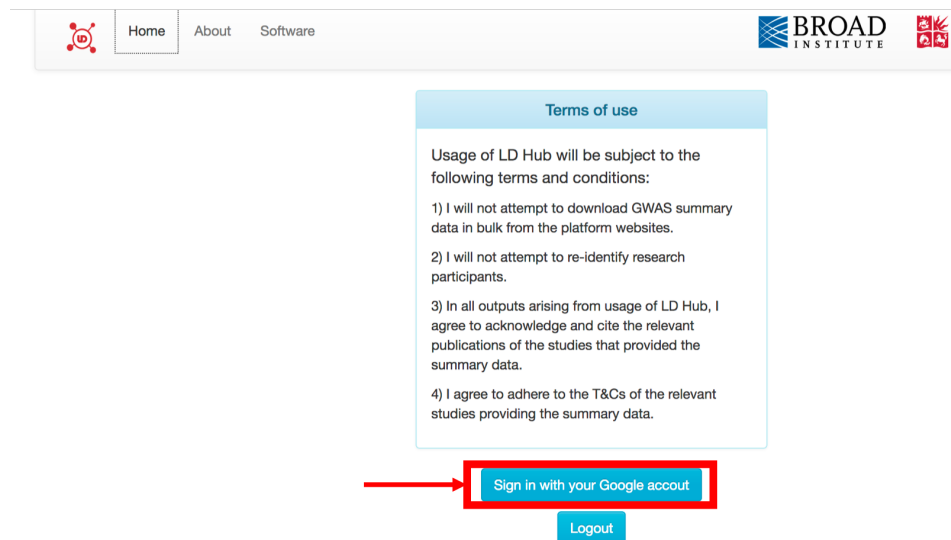 LD
Home About Software
BROAD
INSTITUTE
Terms of use
Usage of LD Hub will be subject to the
following terms and conditions:
1) I will not attempt to download GWAS summary
data in bulk from the platform websites.
2) I will not attempt to re-identify research
participants.
3) In all outputs arising from usage of LD Hub, I
agree to acknowledge and cite the relevant
publications of the studies that provided the
summary data.
4) I agree to adhere to the T&Cs of the relevant
studies providing the summary data.
Sign in with your Google accout
Logout